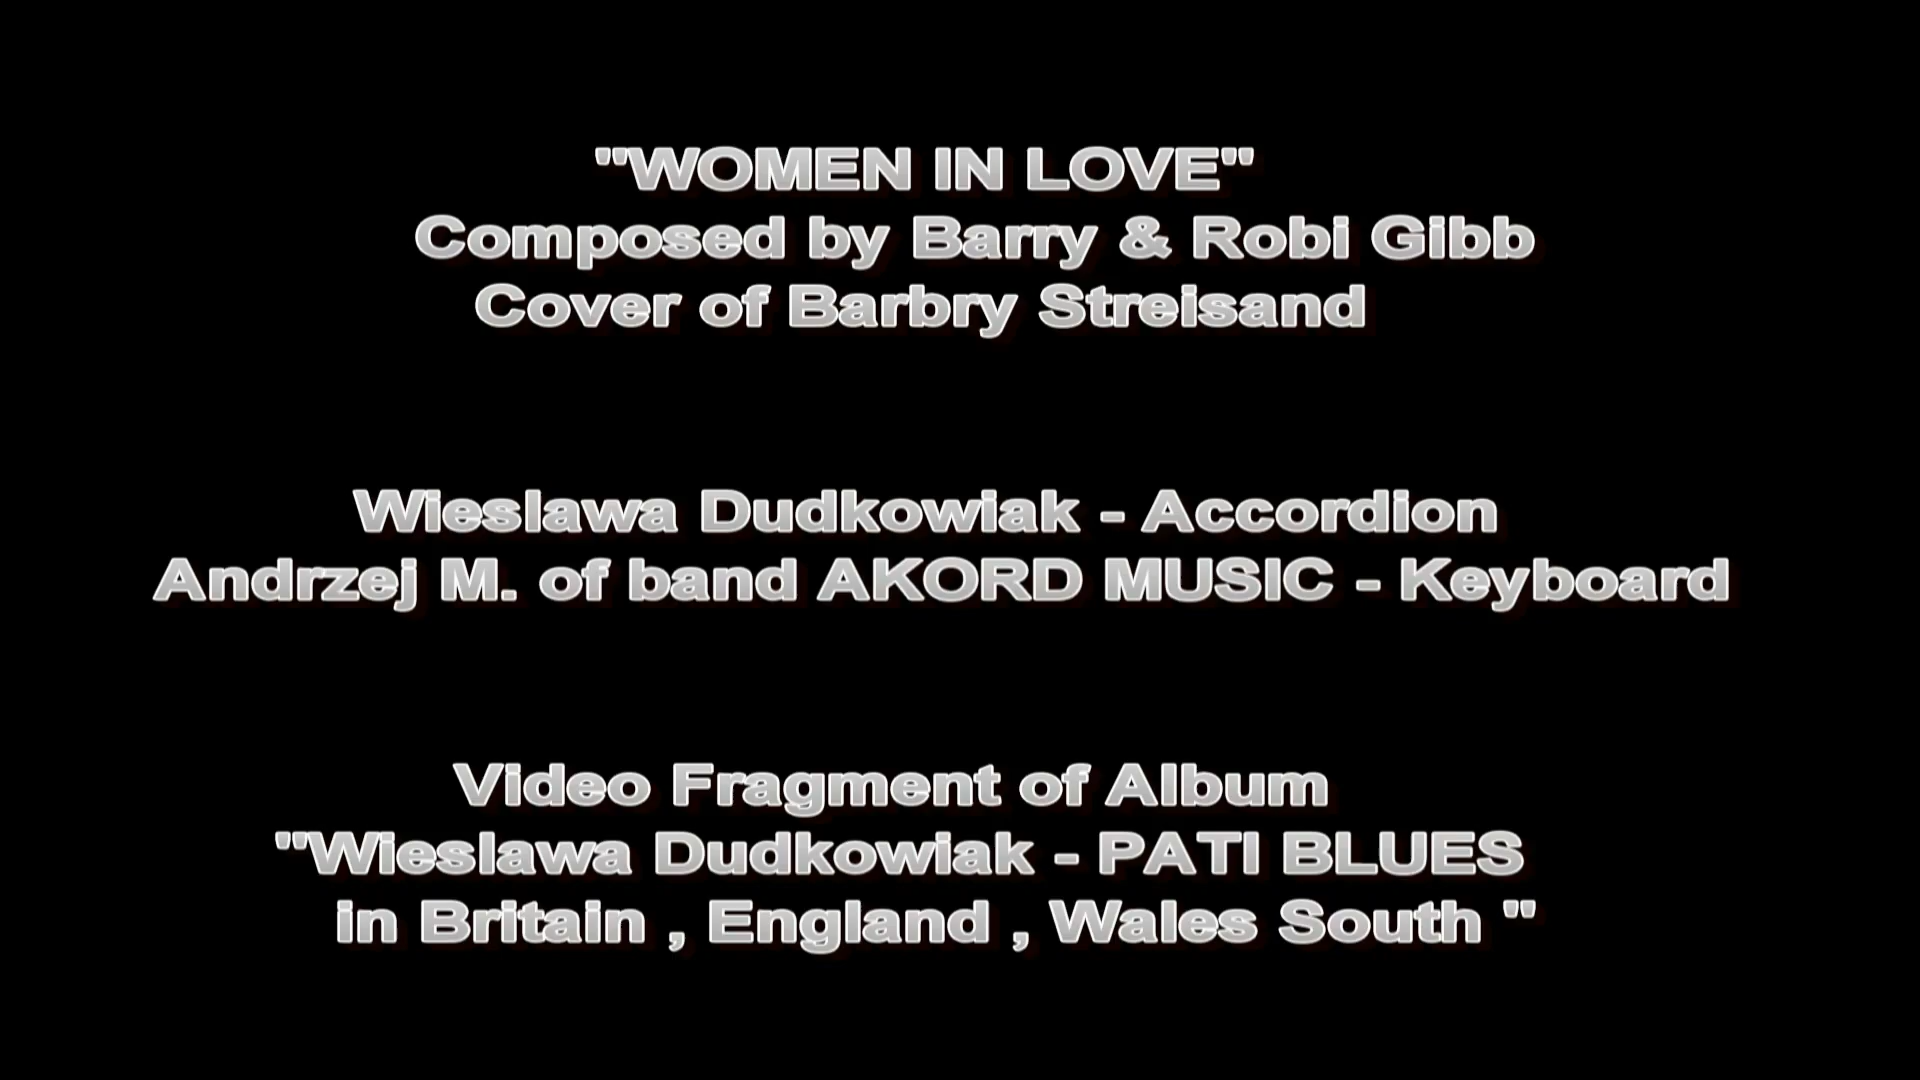 "WOMEN IN LOVE"
Composed by Barry & Robi Gibb
Cover of Barbry Streisand
Wieslawa Dudkowiak - Accordion
Andrzej M. of band AKORD MUSIC - Keyboard
Video Fragment of Album
"Wieslawa Dudkowiak - PATI BLUES
in Britain , England , Wales South "